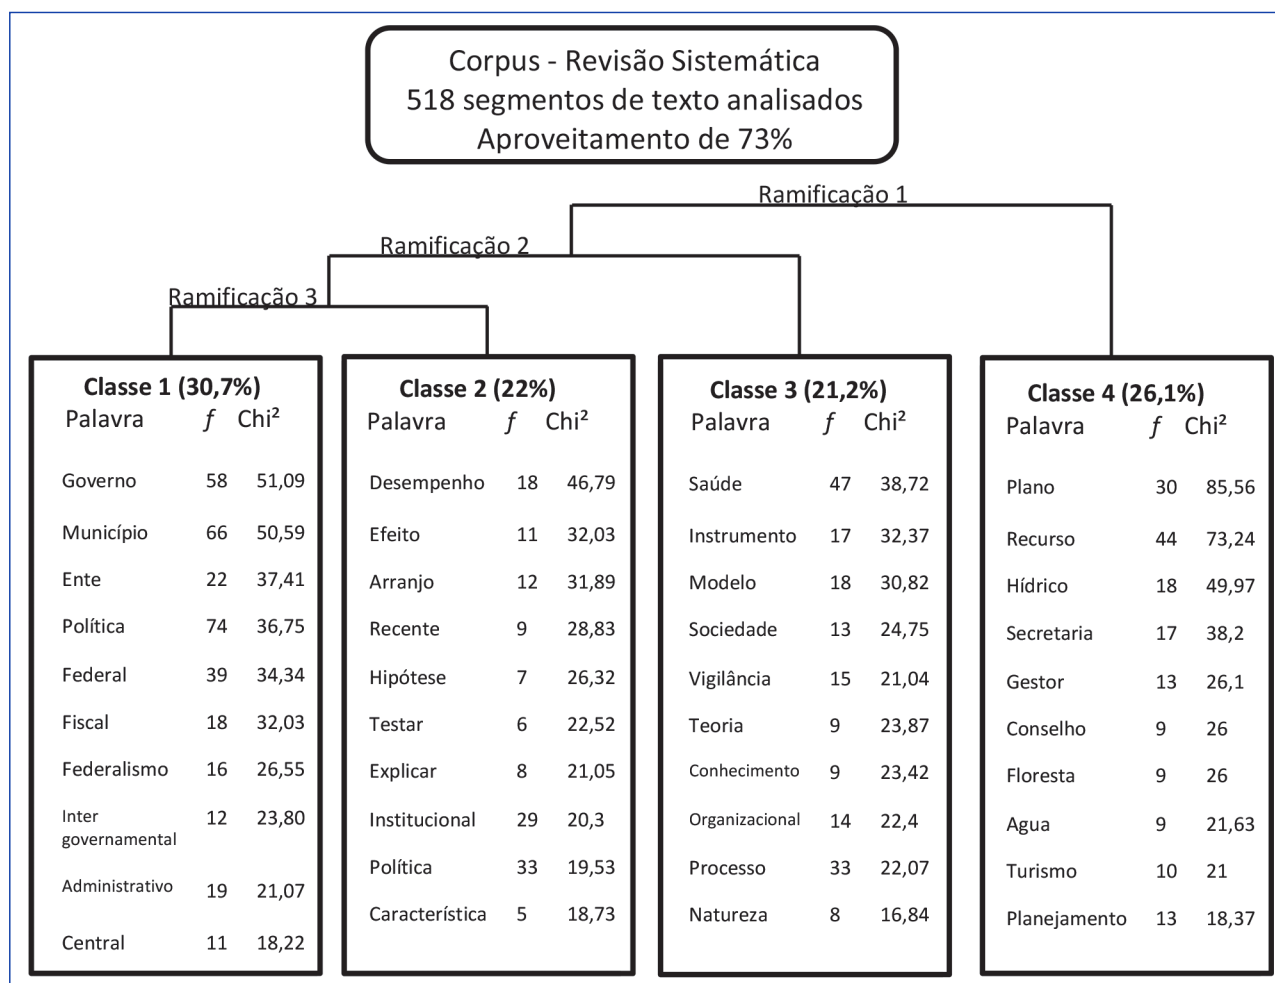 Corpus - Revisão Sistemática
518 segmentos de texto analisados
Aproveitamento de 73%
Ramificação 1
Ramificação 2
Ramificação 3
Classe 1 (30,7%)
Palavra f Chi²
Governo 58 51,09
Município 66 50,59
Ente 22 37,41
Política 74 36,75
Federal 39 34,34
Fiscal 18 32,03
Federalismo 16 26,55
Inter
governamental 12 23,80
Administrativo 19 21,07
Central 11 18,22
Classe 2 (22%)
Palavra f Chi²
Desempenho 18 46,79
Efeito 11 32,03
Arranjo 12 31,89
Recente 9 28,83
Hipótese 7 26,32
Testar 6 22,52
Explicar 8 21,05
Institucional 29 20,3
Política 33 19,53
Característica 5 18,73
Classe 3 (21,2%)
Palavra f Chi²
Saúde 47 38,72
Instrumento 17 32,37
Modelo 18 30,82
Sociedade 13 24,75
Vigilância 15 21,04
Teoria 9 23,87
Conhecimento 9 23,42
Organizacional 14 22,4
Processo 33 22,07
Natureza 8 16,84
Classe 4 (26,1%)
Palavra f Chi²
Plano 30 85,56
Recurso 44 73,24
Hídrico 18 49,97
Secretaria 17 38,2
Gestor 13 26,1
Conselho 9 26
Floresta 9 26
Agua 9 21,63
Turismo 10 21
Planejamento 13 18,37